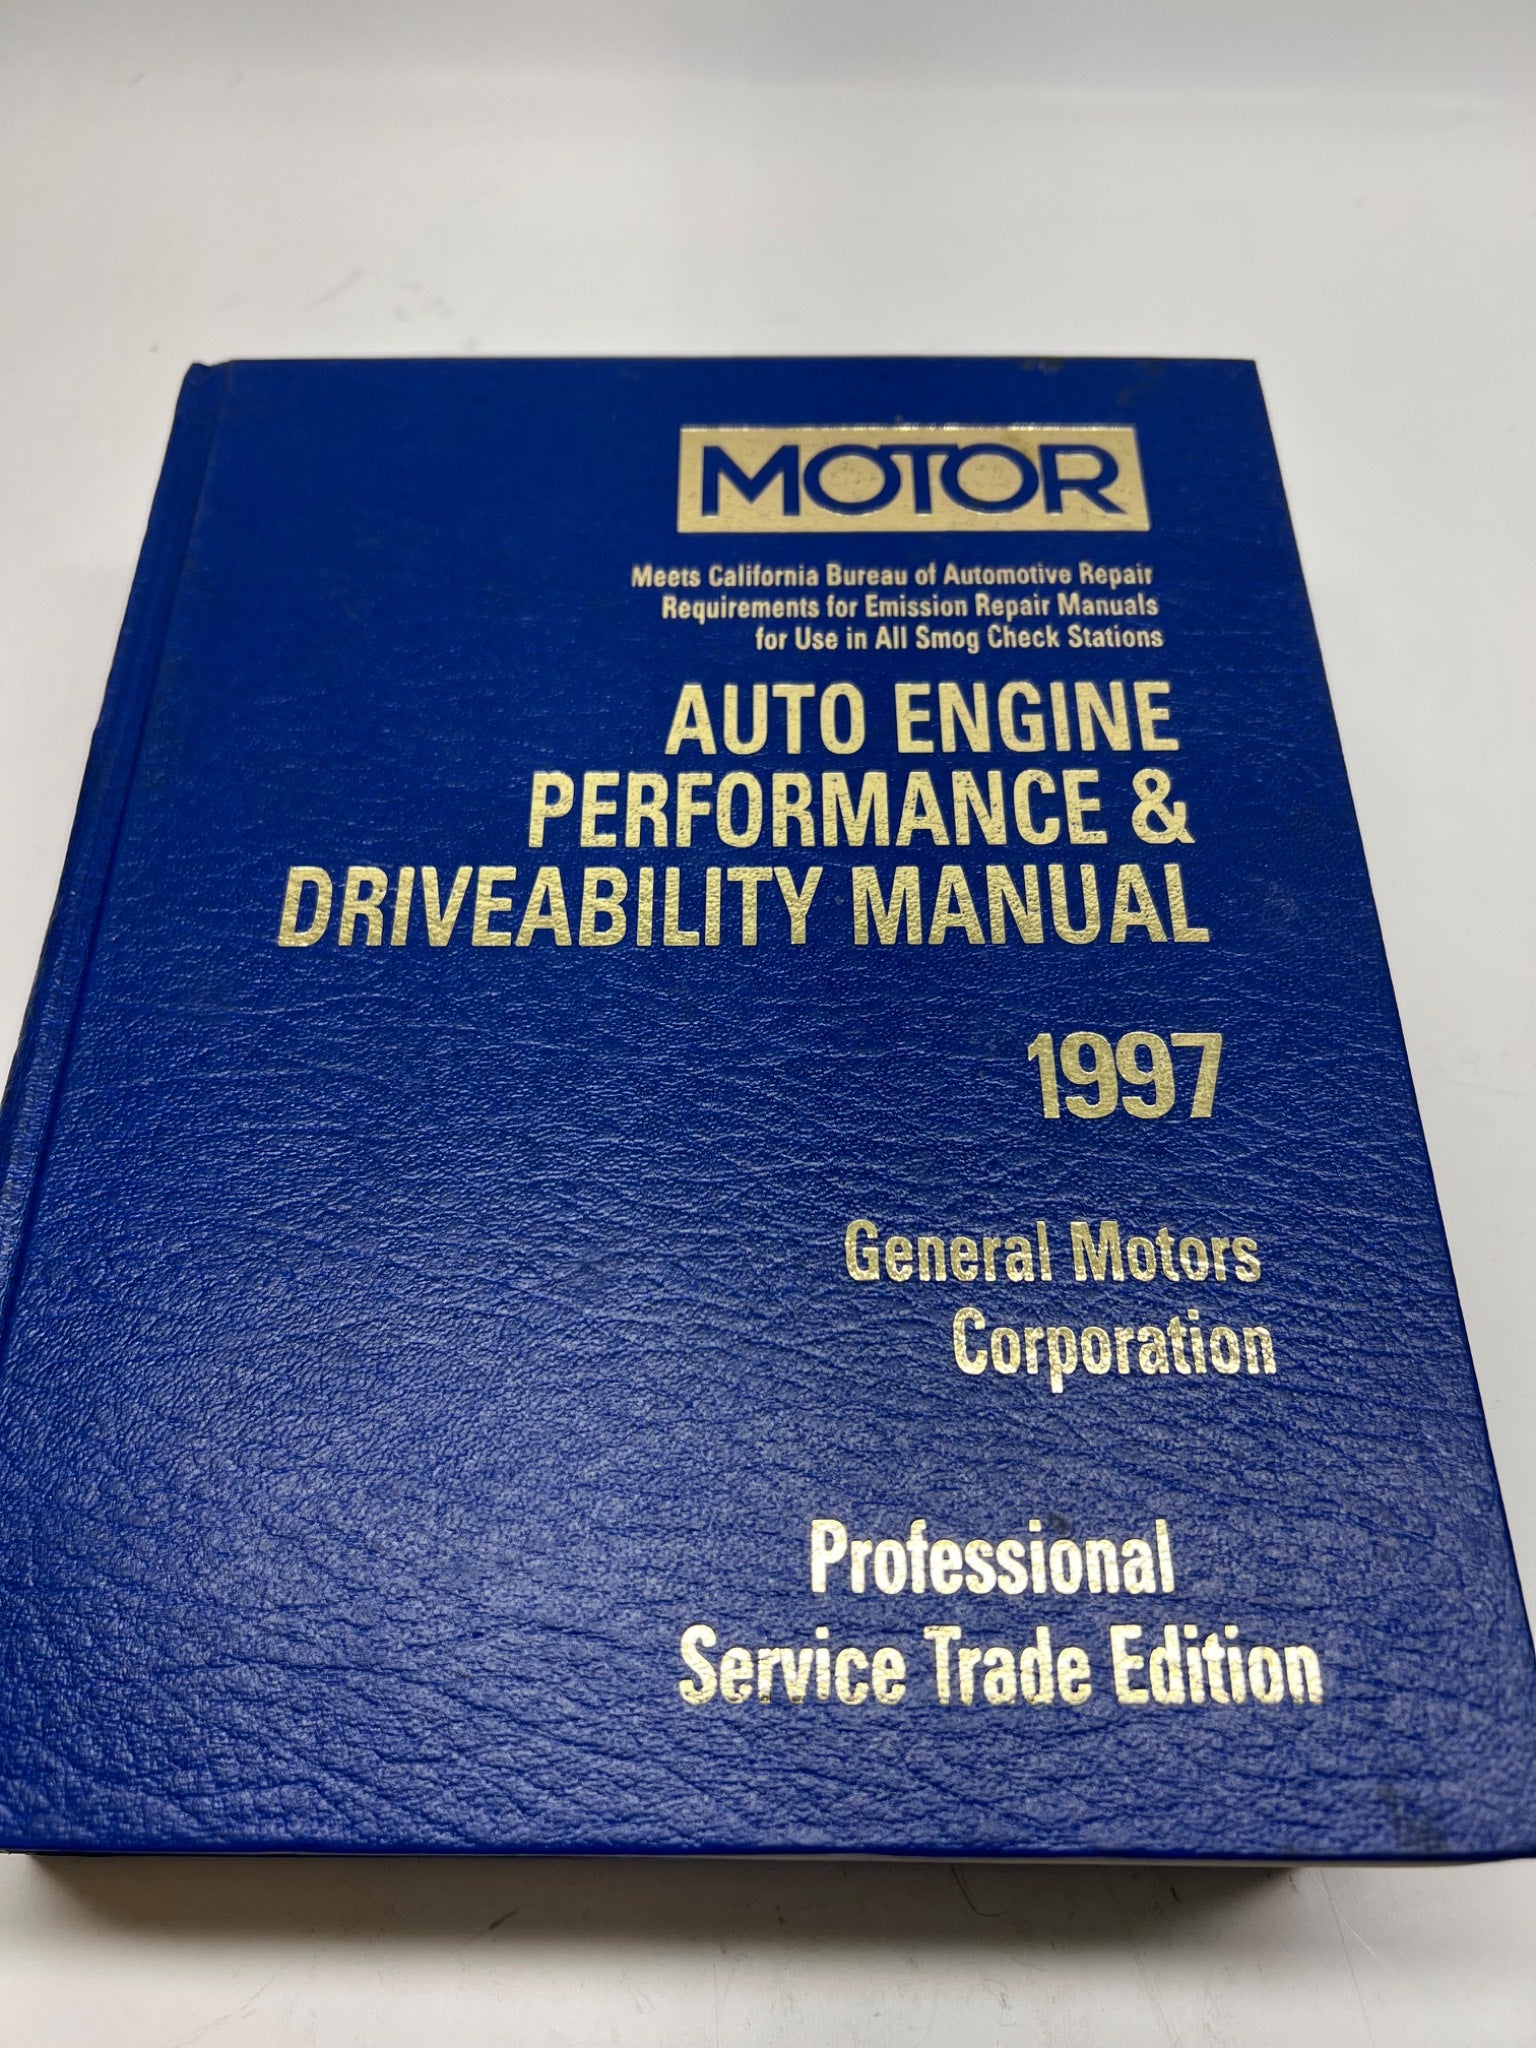 MOTOR
Meets California Bureau of Automotive Repair
Requirements for Emission Repair Manuals
for Use in All Smog Check Stations
AUTO ENGINE
PERFORMANCE &
DRIVEABILITY MANUAL
1997
General Motors
Corporation
Professional
Service Trade Edition